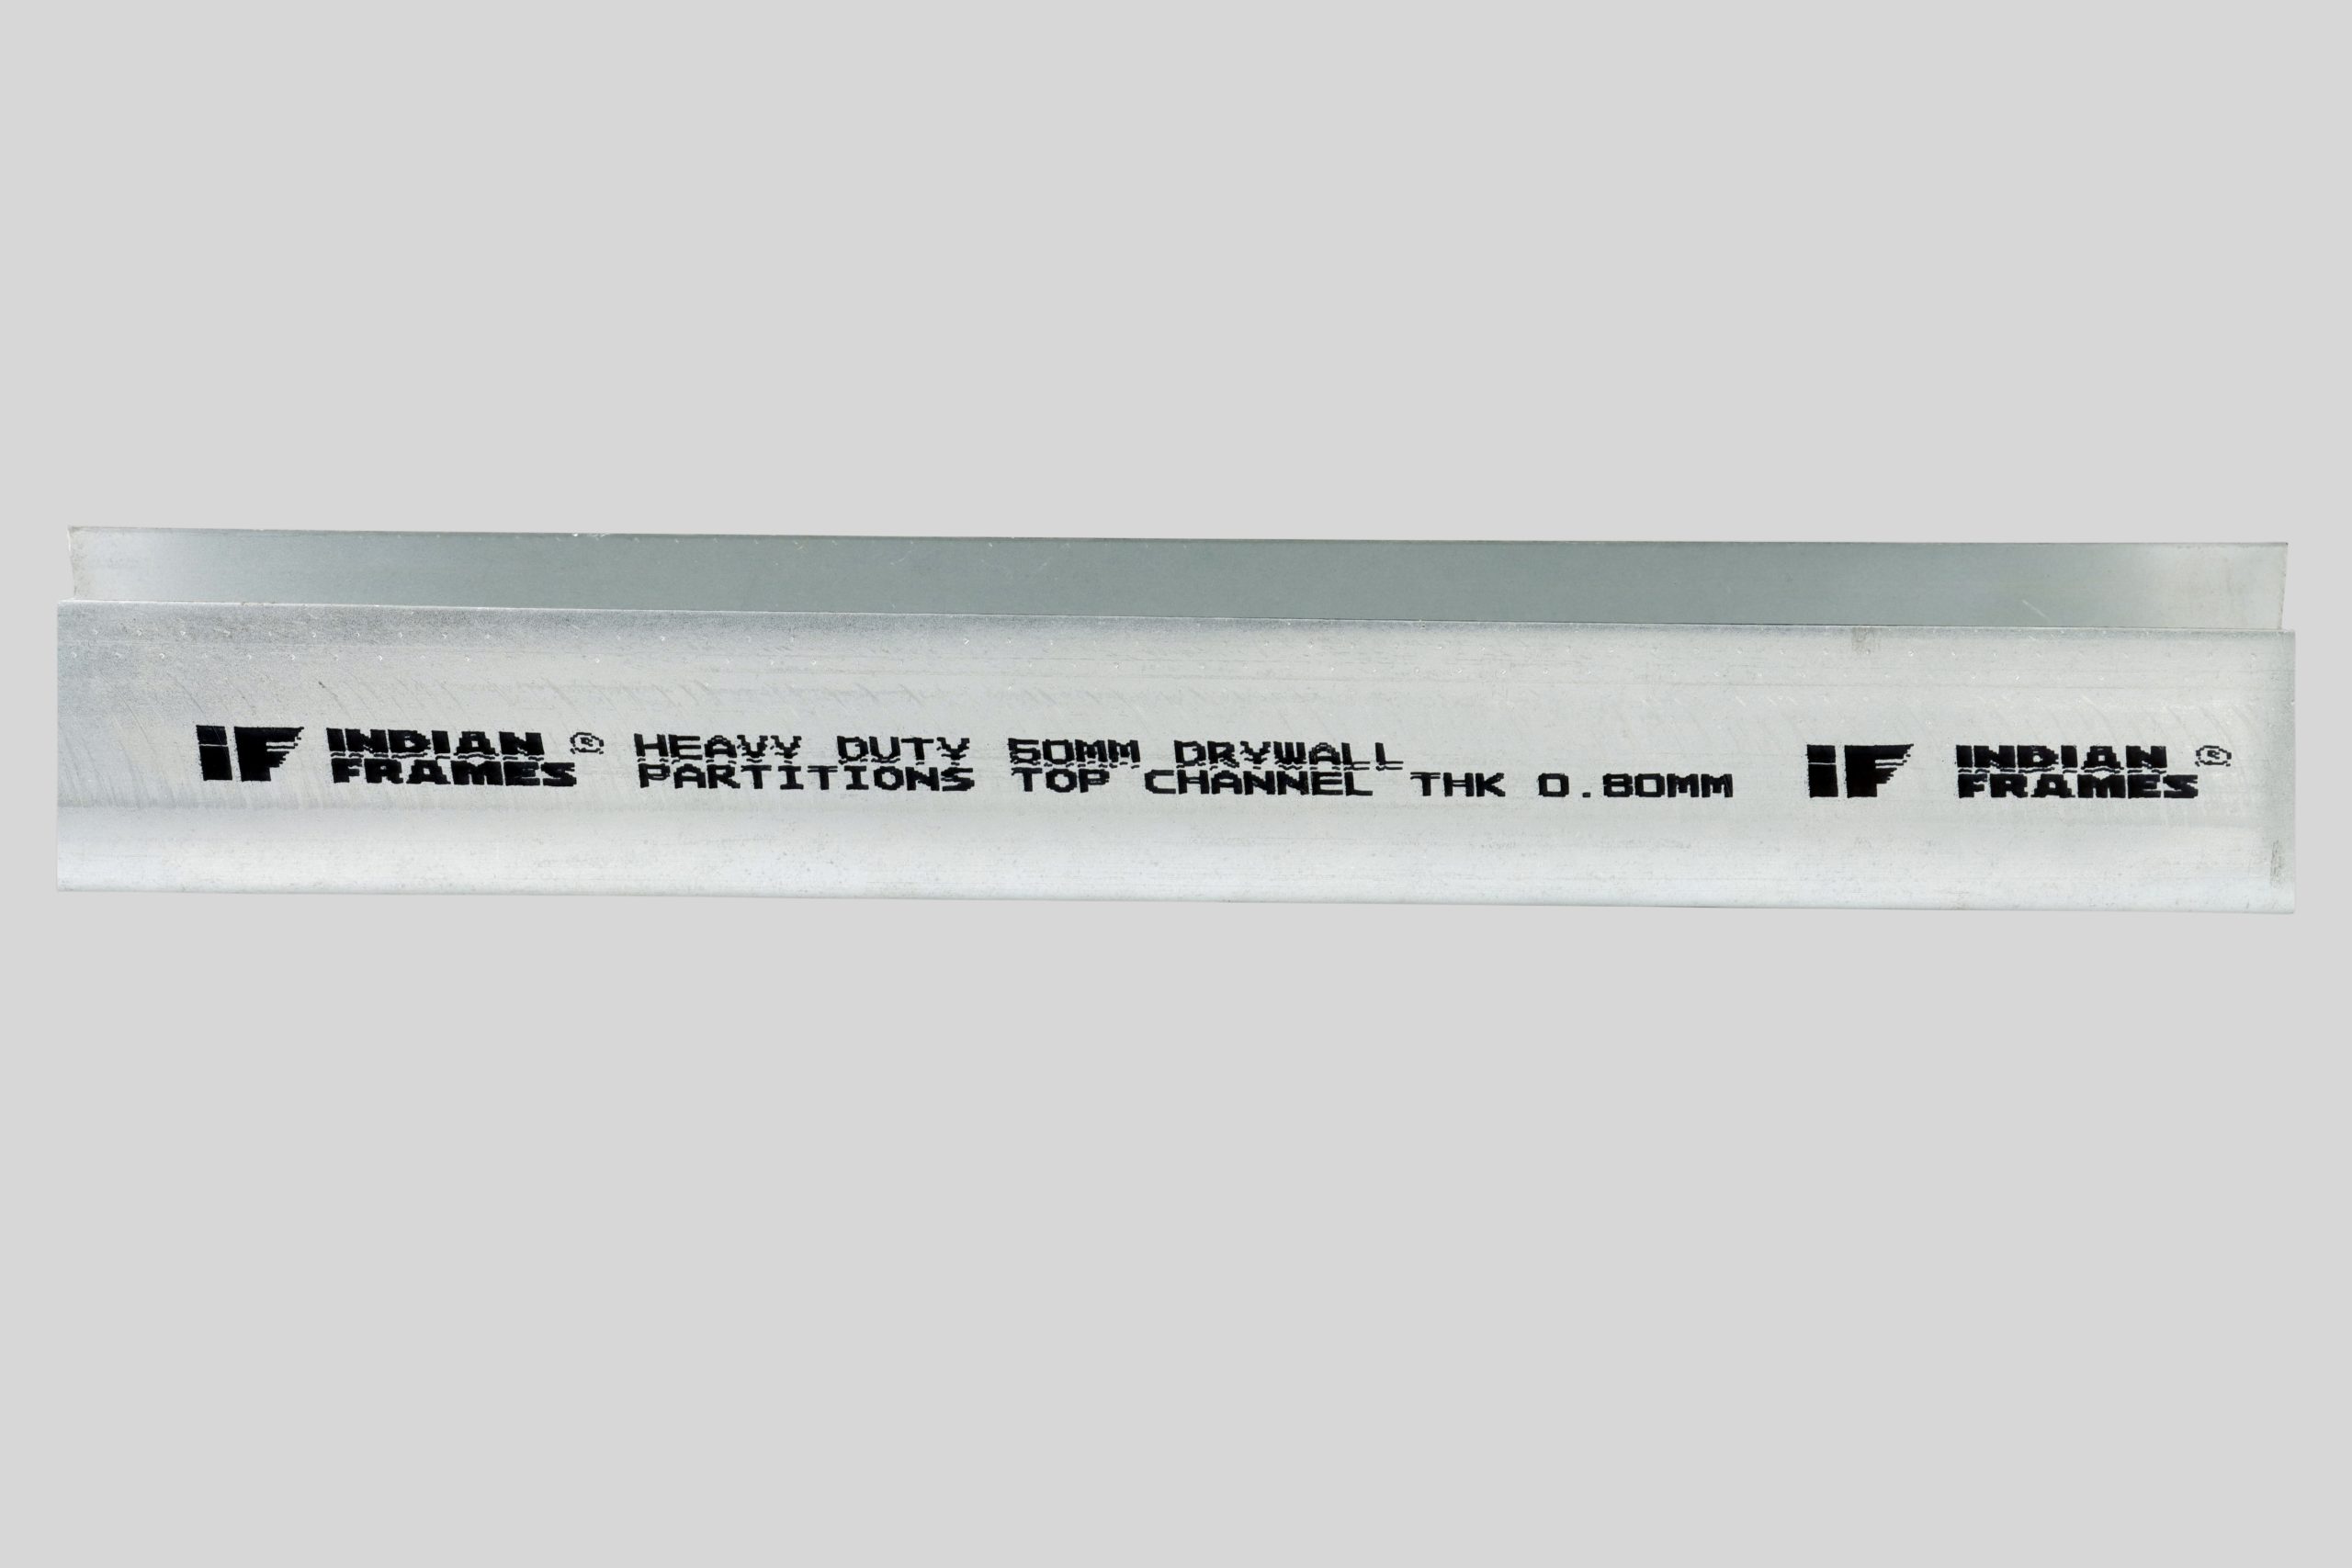 IF INDIAN ® HEAVY DUTY 50MM DRYWALL IF INDIAN ®
FRAMES PARTITIONS TOP CHANNEL THK 0.80MM FRAMES